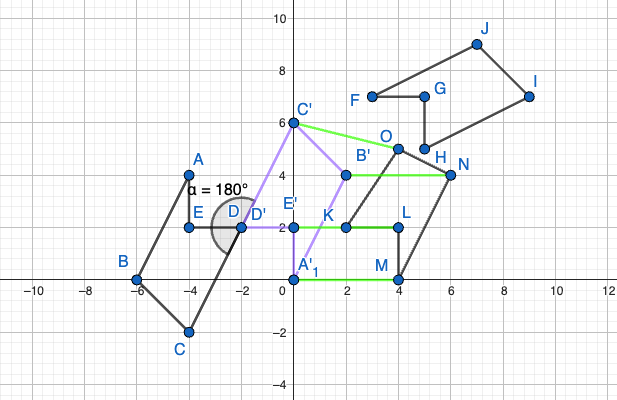 10
J
8
F
G
I
C'
6
O
H
B'
N
A
4
α = 180°
E
D
D'
E'
K
L
2
B
A'₁
M
−10
−8
−6
−4
−2
0
2
4
6
8
10
12
C
−2
−4